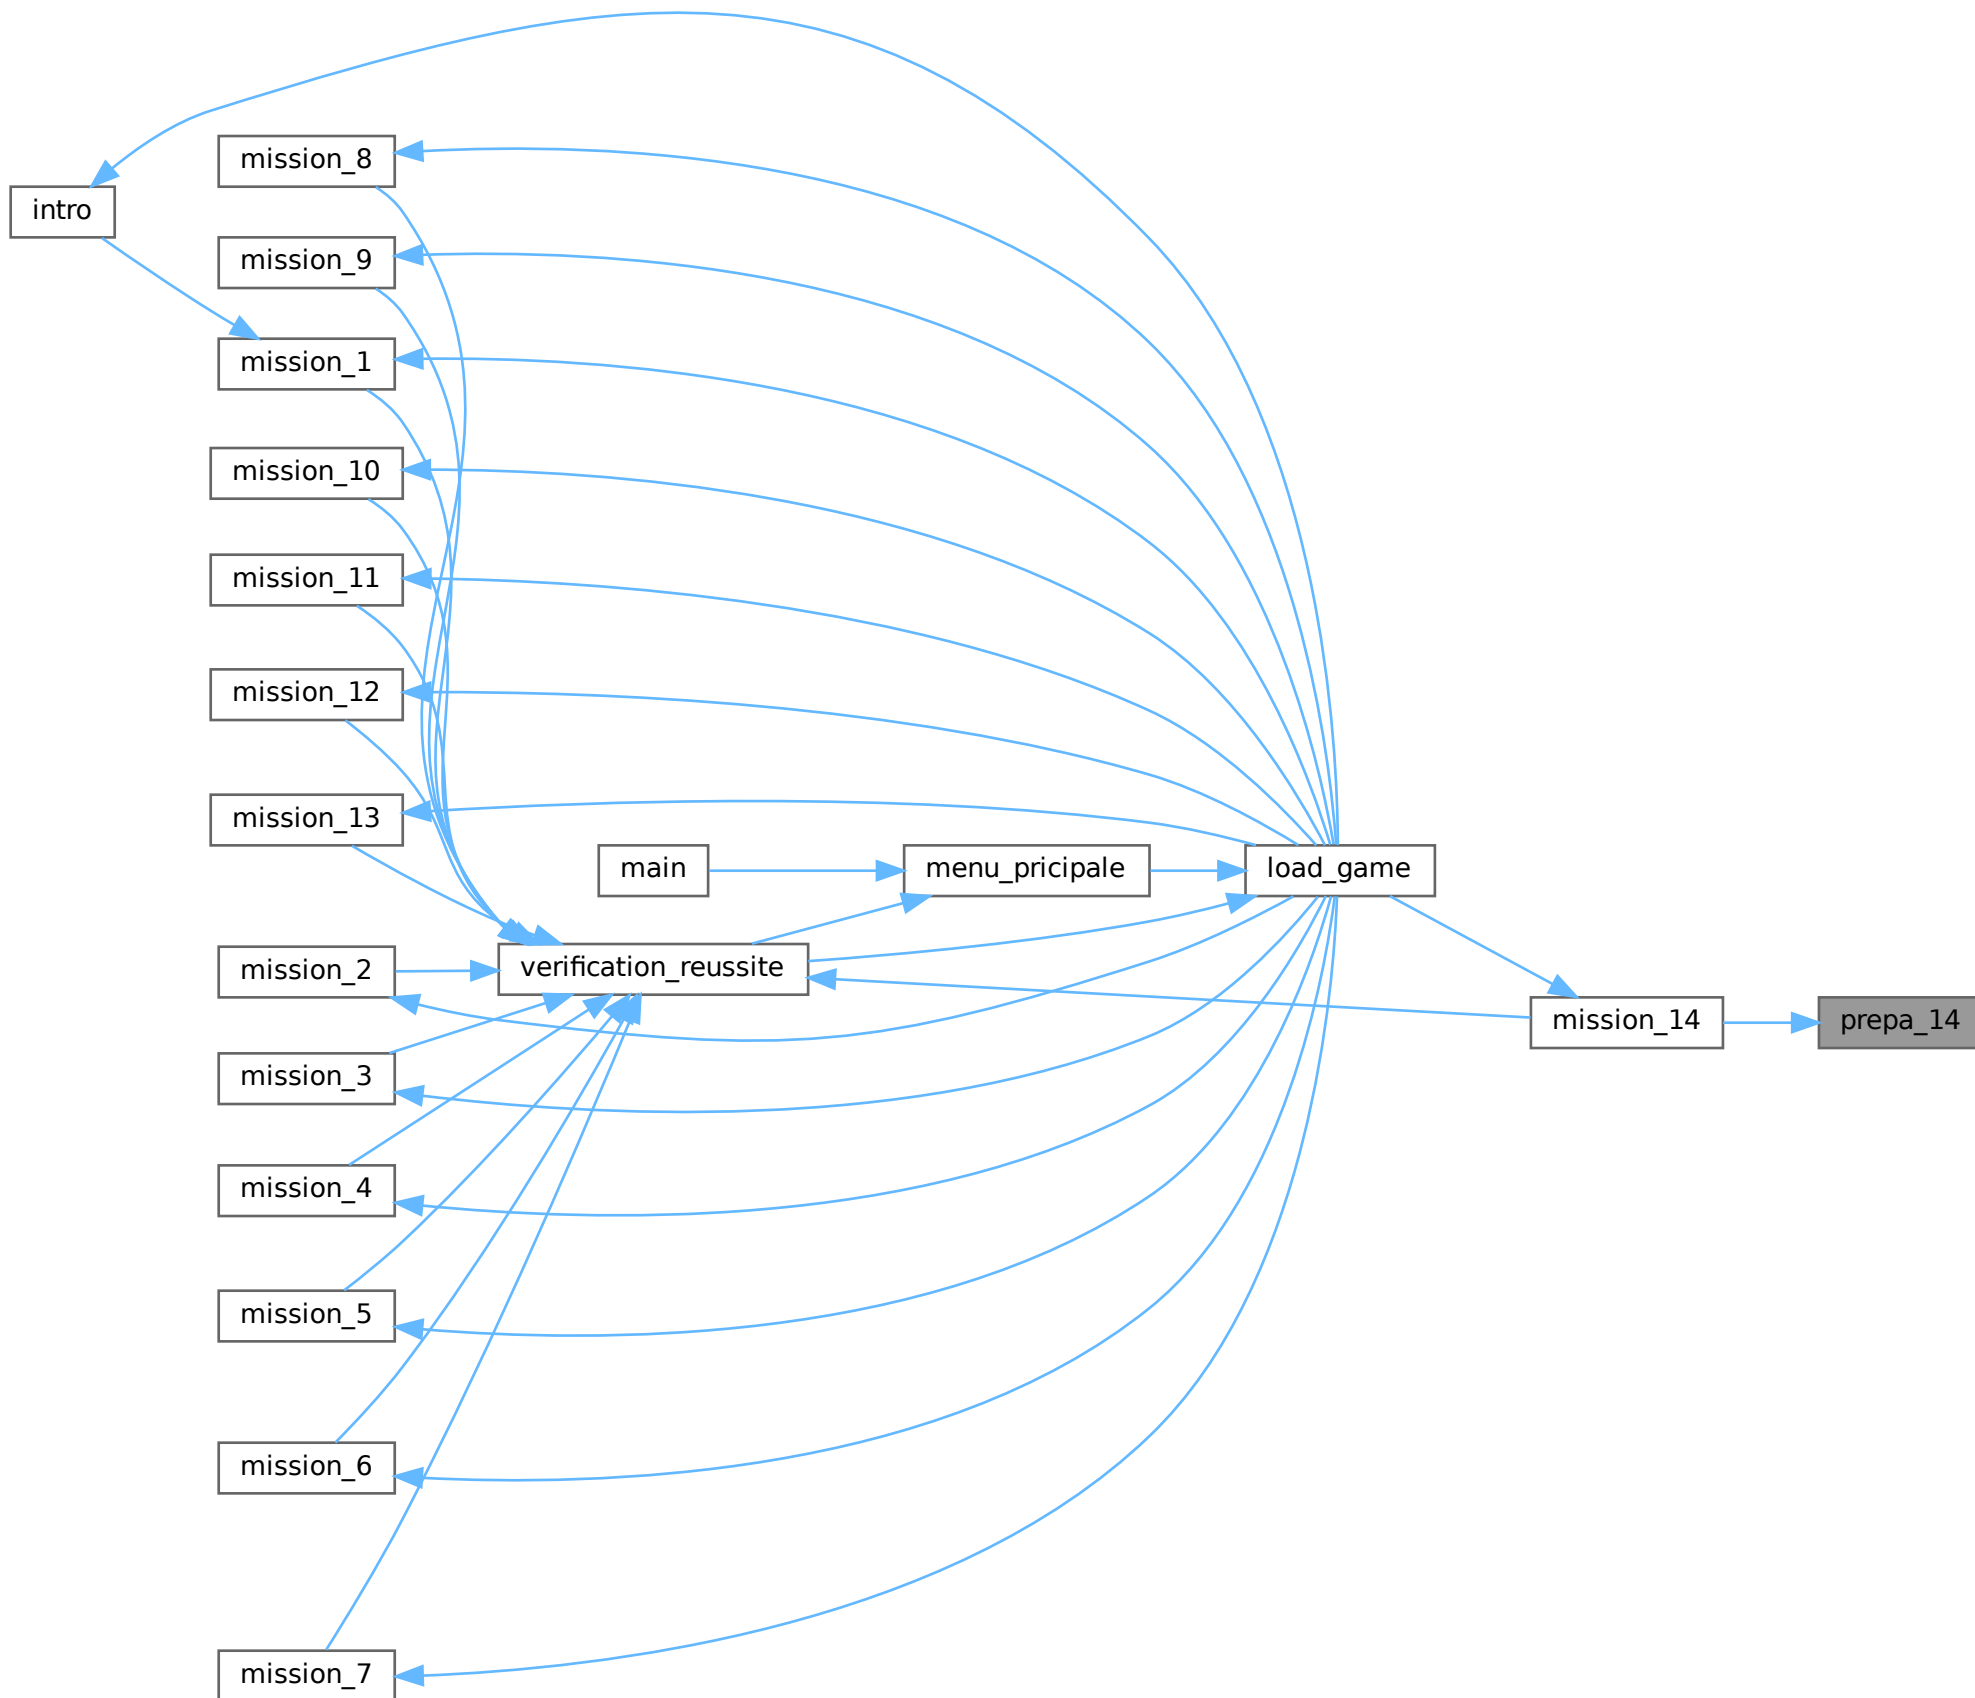 intro
mission_8
mission_9
mission_1
mission_10
mission_11
mission_12
mission_13
mission_2
mission_3
mission_4
mission_5
mission_6
mission_7
main
verification_reussite
menu_pricipale
load_game
mission_14
prepa_14